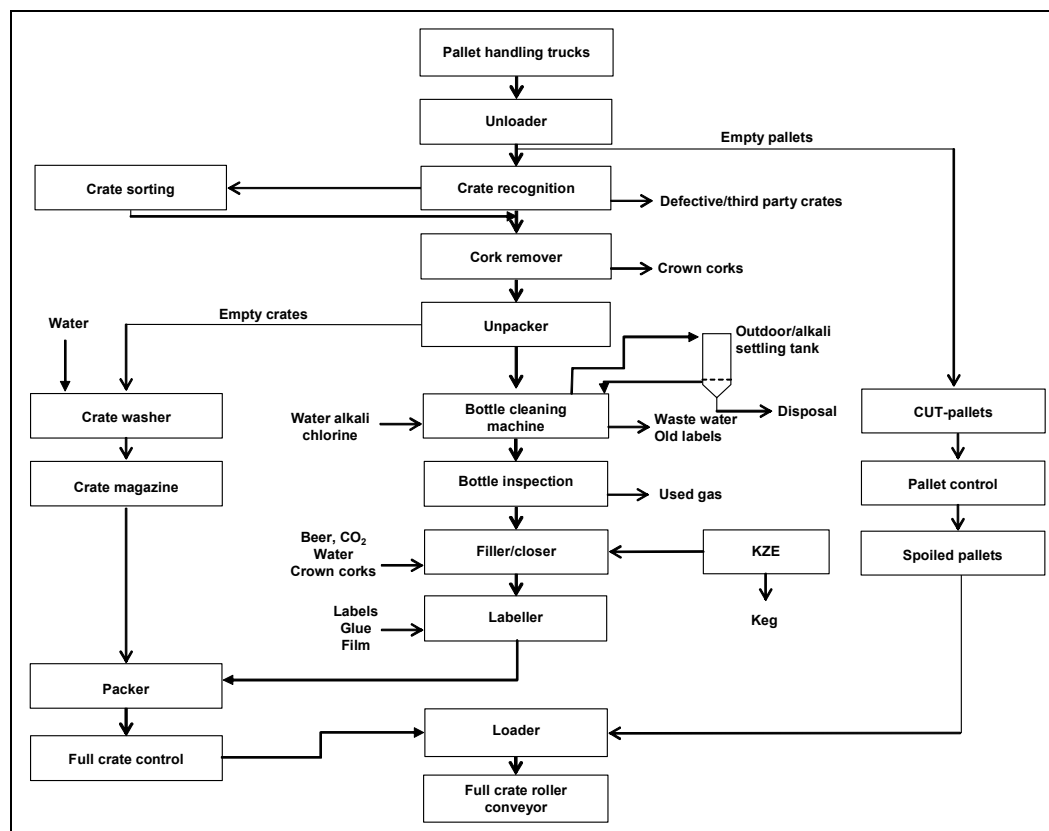 Pallet handling trucks
Unloader
Empty pallets
Crate sorting
Crate recognition
Defective/third party crates
Cork remover
Crown corks
Empty crates
Water
Unpacker
Outdoor/alkali
settling tank
Disposal
Crate washer
Water alkali
chlorine
Bottle cleaning
machine
Waste water
Old labels
CUT-pallets
Crate magazine
Bottle inspection
Used gas
Pallet control
Beer, CO₂
Water
Crown corks
Filler/closer
KZE
Spoiled pallets
Labels
Glue
Film
Labeller
Keg
Packer
Full crate control
Loader
Full crate roller
conveyor